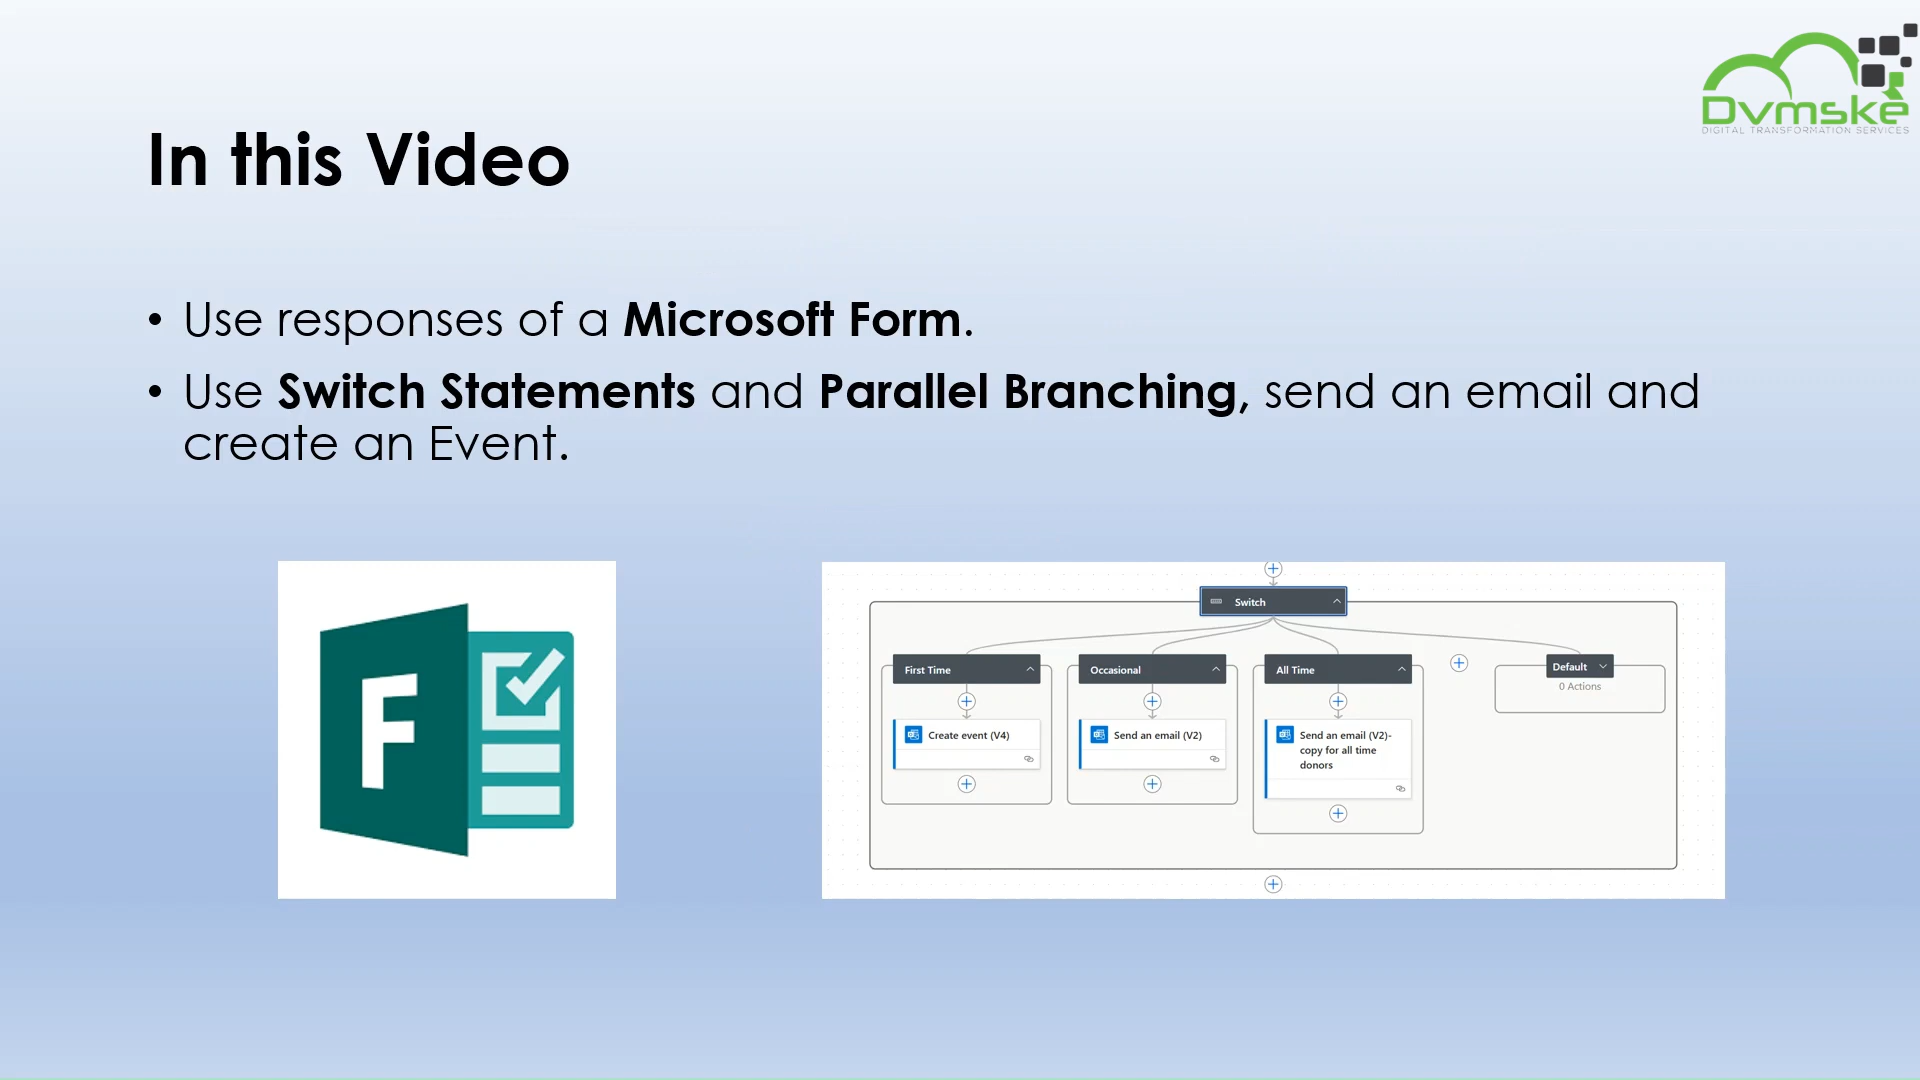 Dvmske
DIGITAL TRANSFORMATION SERVICES
In this Video
• Use responses of a Microsoft Form.
• Use Switch Statements and Parallel Branching, send an email and
create an Event.
F
Switch
First Time
Occasional
All Time
Default
0 Actions
Create event (V4)
Send an email (V2)
Send an email (V2)-
copy for all time
donors